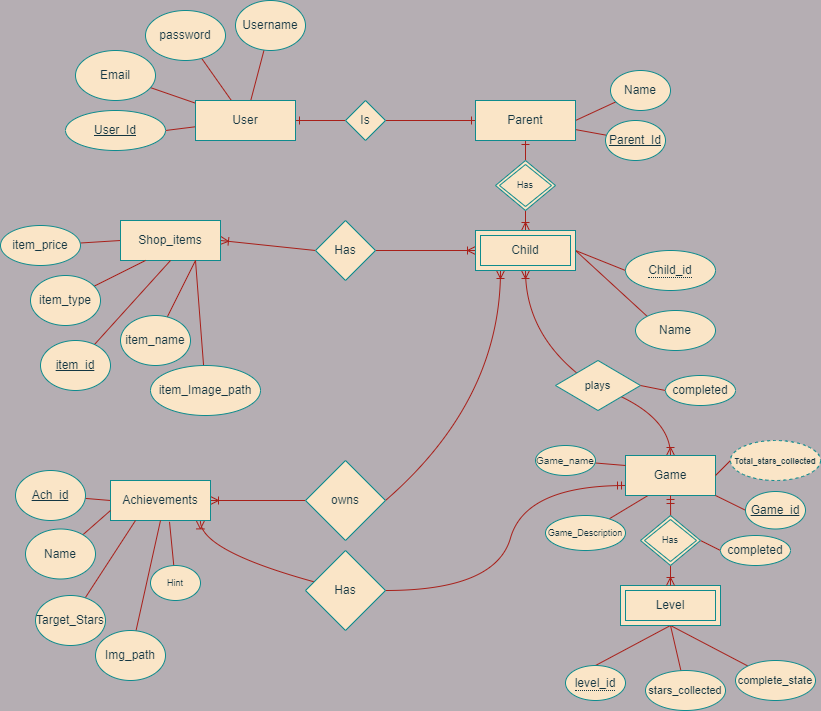 Username
password
Email
Name
User
Is
Parent
User_Id
Parent_Id
Has
item_price
Shop_items
Has
Child
Child_id
item_type
item_name
Name
item_id
item_Image_path
plays
completed
Game_name
Game
Total_stars_collected
Ach_id
Achievements
owns
Game_id
Game_Description
Has
completed
Name
Hint
Has
Level
Target_Stars
Img_path
level_id
stars_collected
complete_state